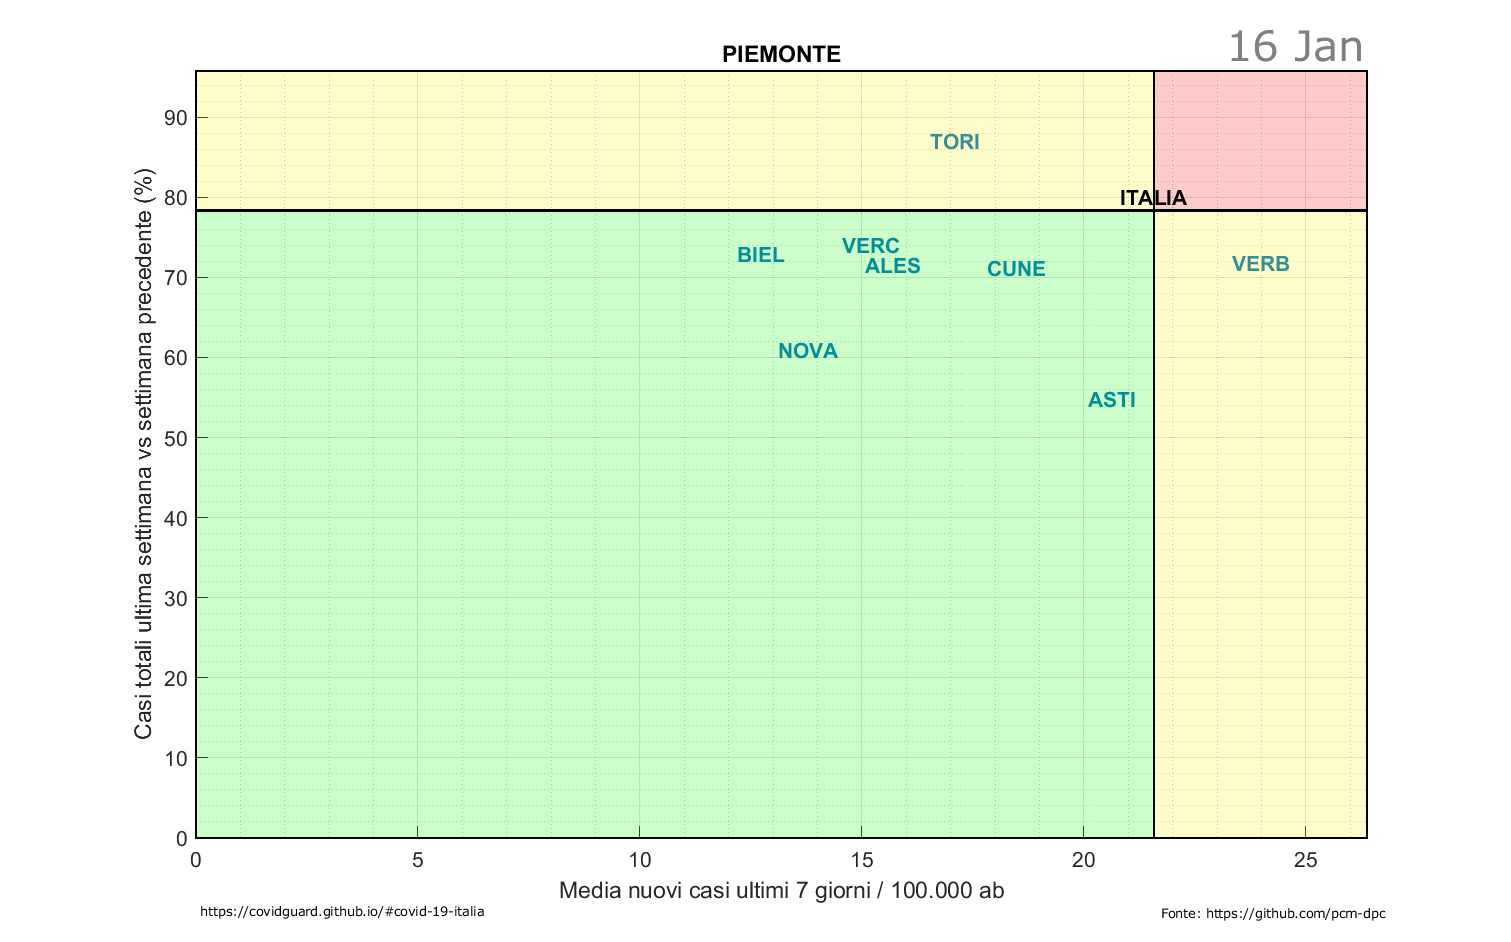 16 Jan
PIEMONTE
Casi totali ultima settimana vs settimana precedente (%)
90
80
70
60
50
40
30
20
10
0
TORI
ITALIA
VERC
BIEL
ALES
CUNE
VERB
NOVA
ASTI
0 5 10 15 20 25
Media nuovi casi ultimi 7 giorni / 100.000 ab
https://covidguard.github.io/#covid-19-italia
Fonte: https://github.com/pcm-dpc